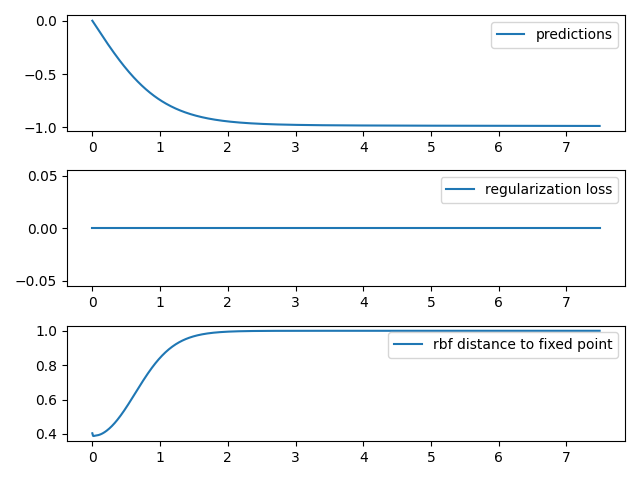 0.0
−0.5
−1.0
predictions
0 1 2 3 4 5 6 7
0.05
0.00
−0.05
regularization loss
0 1 2 3 4 5 6 7
1.0
0.8
0.6
0.4
rbf distance to fixed point
0 1 2 3 4 5 6 7